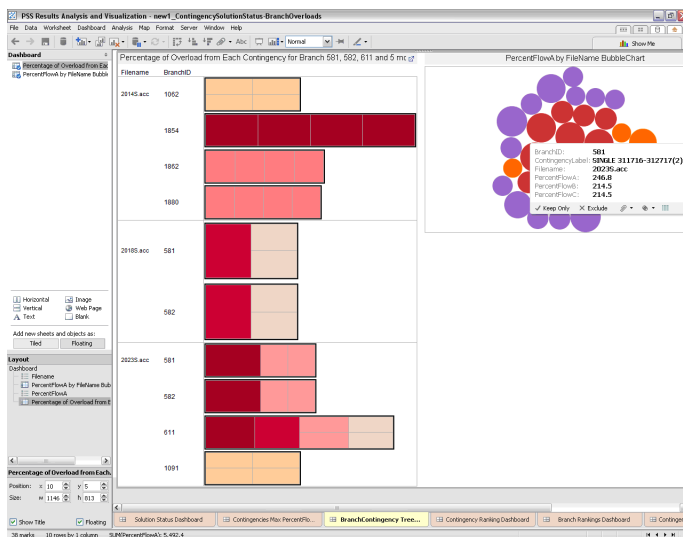 PSS Results Analysis and Visualization - new1_ContingencySolutionStatus-BranchOverloads
File Data Worksheet Dashboard Analysis Map Format Server Window Help
Abc Normal Show Me
Dashboard
Percentage of Overload from Eac
PercentFlowA by FileName Bubbl
Horizontal Image
Vertical Web Page
Text Blank
Add new sheets and objects as:
Tiled Floating
Layout
Dashboard
Filename
PercentFlowA by FileName Bub
PercentFlowA
Percentage of Overload from E
Percentage of Overload from Each.
Position: x 10 y 5
Size: w 1146 h 813
Show Title Floating
Percentage of Overload from Each Contingency for Branch 581, 582, 611 and 5 mc
Filename BranchID
2014S.acc 1062
1854
1862
1880
2018S.acc 581
582
2023S.acc 581
582
611
1091
PercentFlowA by FileName BubbleChart
BranchID: 581
ContingencyLabel: SINGLE 311716-312717(2)
Filename: 2023S.acc
PercentFlowA: 246.8
PercentFlowB: 214.5
PercentFlowC: 214.5
Keep Only Exclude
Solution Status Dashboard
Contingencies Max PercentFlo...
BranchContingency Tree...
Contingency Ranking Dashboard
Branch Rankings Dashboard
Continger
38 marks 10 rows by 1 column SUM(PercentFlowA): 5,492.4